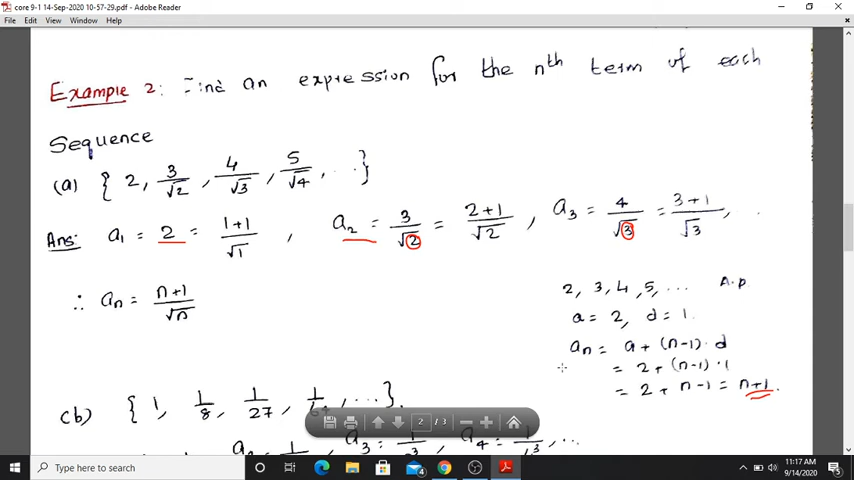 core 9-1 14-Sep-2020 10-57-29.pdf - Adobe Reader
File Edit View Window Help
Example 2: Find an expression for the nth term of each
Sequence
(a) { 2, 3/√2, 4/√3, 5/√4, ... }
Ans: a1 = 2 = 1+1/√1, a2 = 3/√2 = 2+1/√2, a3 = 4/√3 = 3+1/√3, ...
∴ an = n+1/√n
2, 3, 4, 5, ... A.P
a = 2, d = 1.
an = a + (n-1)·d
= 2 + (n-1)·1
= 2 + n-1 = n+1.
(b) { 1, 1/8, 1/27, 1/ , ... }.
2 / 3
a3 = a4 =
Type here to search
4
11:17 AM
9/14/2020